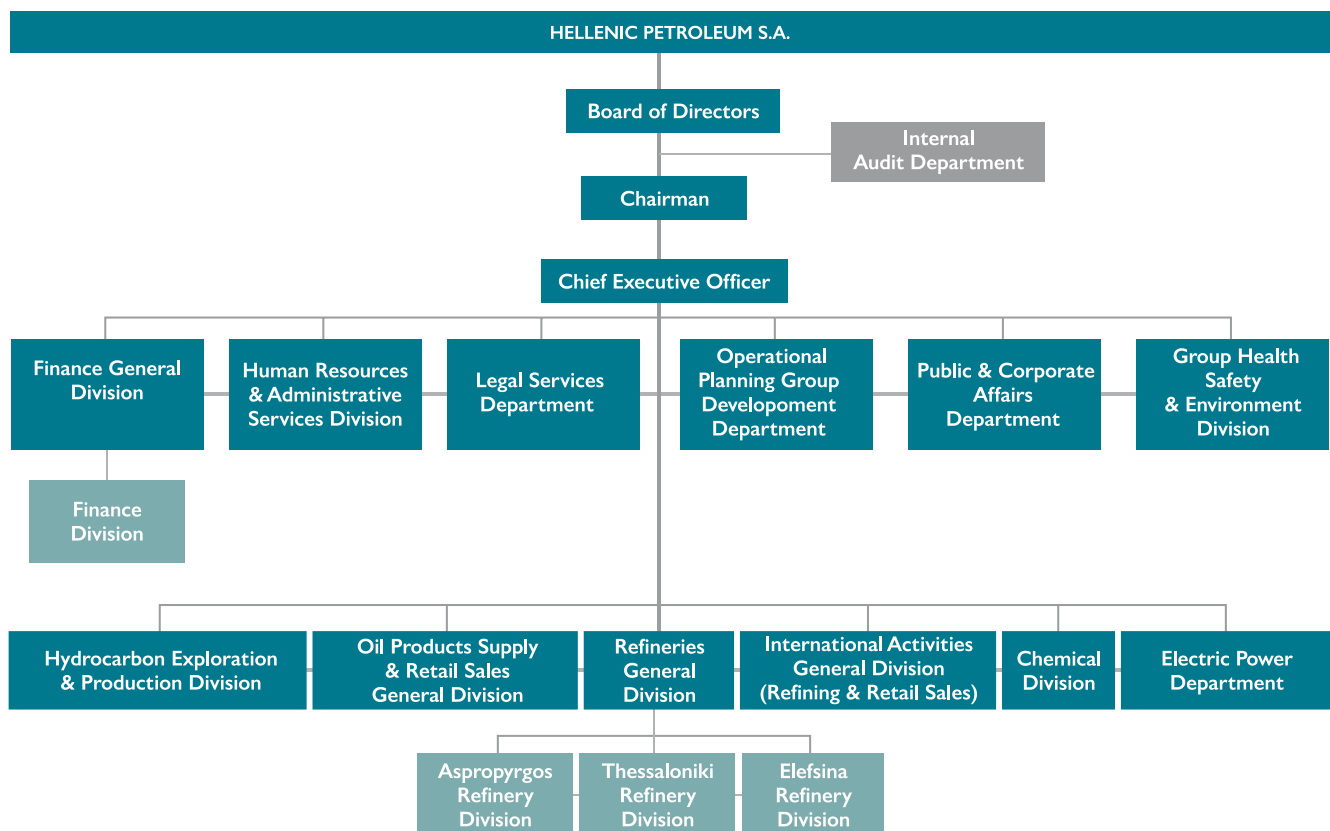 HELLENIC PETROLEUM S.A.
Board of Directors
Internal
Audit Department
Chairman
Chief Executive Officer
Finance General
Division
Human Resources
& Administrative
Services Division
Legal Services
Department
Operational
Planning Group
Developoment
Department
Public & Corporate
Affairs
Department
Group Health
Safety
& Environment
Division
Finance
Division
Hydrocarbon Exploration
& Production Division
Oil Products Supply
& Retail Sales
General Division
Refineries
General
Division
International Activities
General Division
(Refining & Retail Sales)
Chemical
Division
Electric Power
Department
Aspropyrgos
Refinery
Division
Thessaloniki
Refinery
Division
Elefsina
Refinery
Division